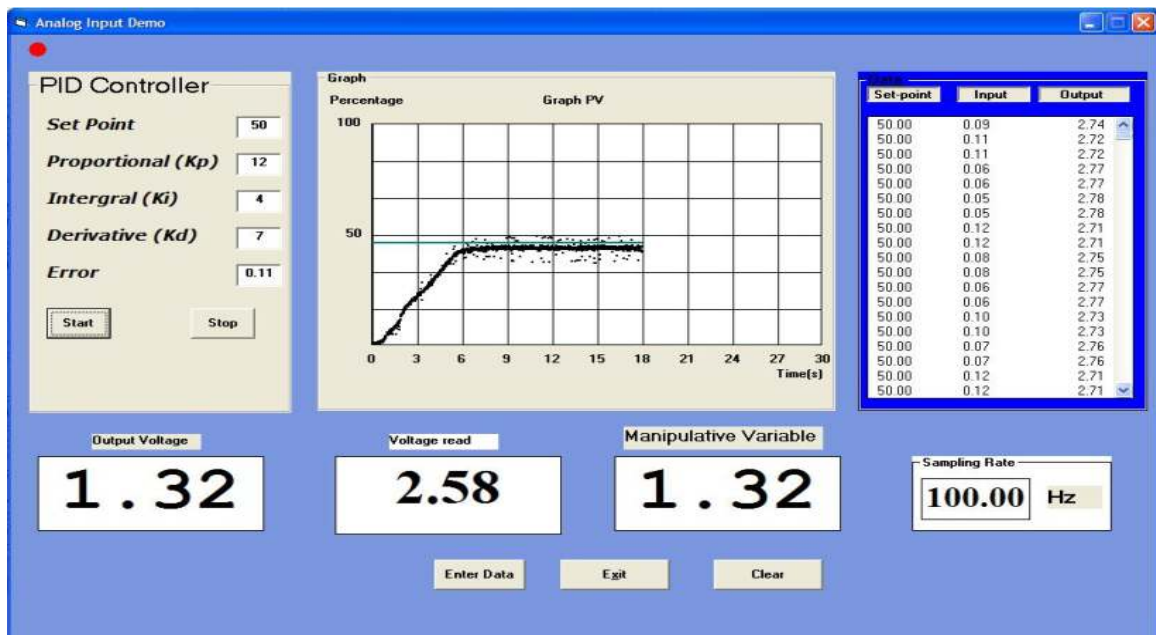 Analog Input Demo
PID Controller
Set Point 50
Proportional (Kp) 12
Intergral (Ki) 4
Derivative (Kd) 7
Error 0.11
Start Stop
Graph
Percentage Graph PV
100
50
0 3 6 9 12 15 18 21 24 27 30
Time(s)
Data
Set-point Input Output
50.00 0.09 2.74
50.00 0.11 2.72
50.00 0.11 2.72
50.00 0.06 2.77
50.00 0.06 2.77
50.00 0.05 2.78
50.00 0.05 2.78
50.00 0.12 2.71
50.00 0.12 2.71
50.00 0.08 2.75
50.00 0.08 2.75
50.00 0.06 2.77
50.00 0.06 2.77
50.00 0.10 2.73
50.00 0.10 2.73
50.00 0.07 2.76
50.00 0.07 2.76
50.00 0.12 2.71
50.00 0.12 2.71
Output Voltage
1.32
Voltage read
2.58
Manipulative Variable
1.32
Sampling Rate
100.00 Hz
Enter Data Exit Clear